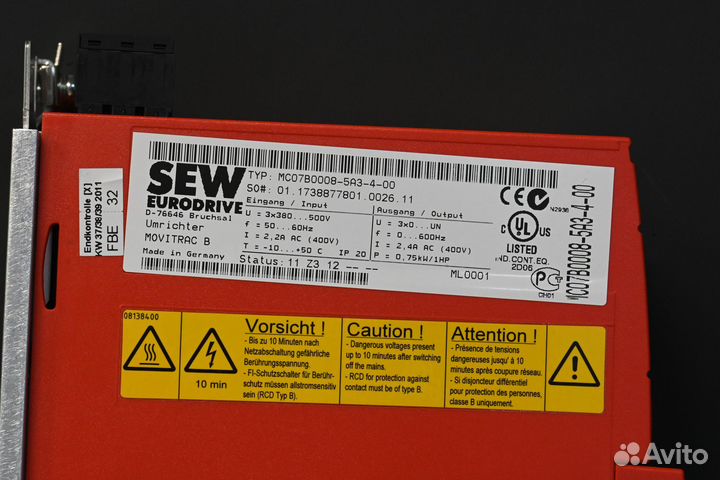 SEW
EURODRIVE
D-76646 Bruchsal
Umrichter
MOVITRAC B
Made in Germany
TYP: MC07B0008-5A3-4-00
SO#: 01.1738877801.0026.11
Eingang / Input
U = 3x380...500V
f = 50...60Hz
I = 2,2A AC (400V)
T = -10...+50 C IP 20
Status: 11 Z3 12 -- --
Ausgang / Output
U = 3x0...UN
f = 0...600Hz
I = 2,4A AC (400V)
P = 0,75kW/1HP
ML0001
CE
N2936
C UL US
LISTED
IND.CONT.EQ.
2D06
PCT
MC07B0008-5A3-4-00
Endkontrolle [X]
KW 37/38/39 2011
FBE 32
08138400
10 min
Vorsicht !
- Bis zu 10 Minuten nach
Netzabschaltung gefährliche
Berührungsspannung.
- FI-Schutzschalter für Berühr-
schutz müssen allstromsensitiv
sein (RCD Typ B).
Caution !
- Dangerous voltages present
up to 10 minutes after switching
off the mains.
- RCD for protection against
contact must be of type B.
Attention !
- Présence de tensions
dangereuses jusqu' à 10
minutes après coupure réseau.
- Si disjoncteur différentiel
pour protection des personnes,
classe B uniquement.
Avito